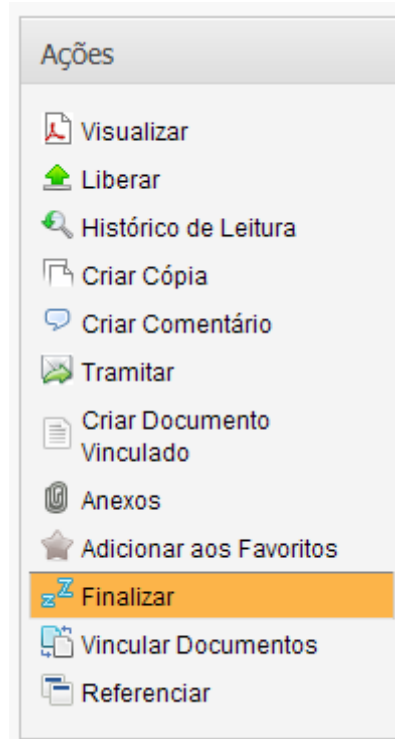 Ações
Visualizar
Liberar
Histórico de Leitura
Criar Cópia
Criar Comentário
Tramitar
Criar Documento
Vinculado
Anexos
Adicionar aos Favoritos
Finalizar
Vincular Documentos
Referenciar